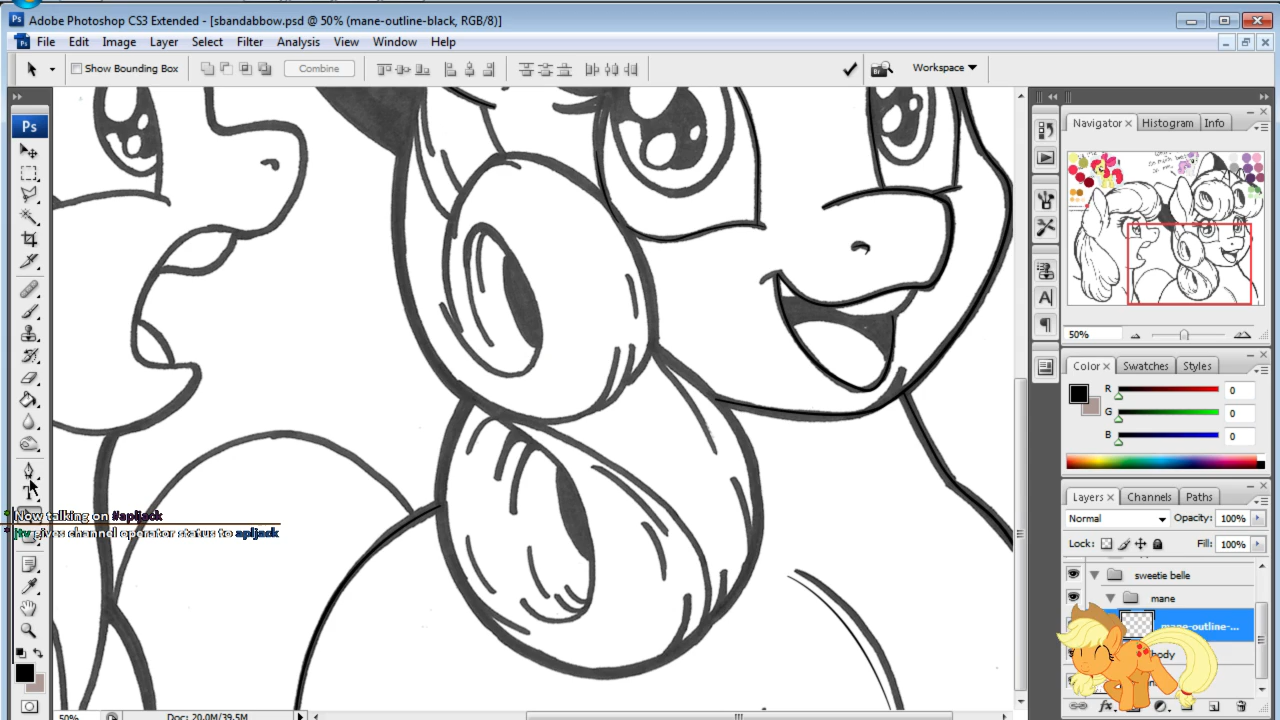 Adobe Photoshop CS3 Extended - [sbandabbow.psd @ 50% (mane-outline-black, RGB/8)]
File Edit Image Layer Select Filter Analysis View Window Help
Show Bounding Box Combine Workspace
Ps
Navigator Histogram Info
50%
Color Swatches Styles
R 0
G 0
B 0
Layers Channels Paths
Normal Opacity: 100%
Lock: Fill: 100%
sweetie belle
mane
mane-outline-...
body
Now talking on #apljack
gives channel operator status to apljack
50% Doc: 20.0M/39.5M